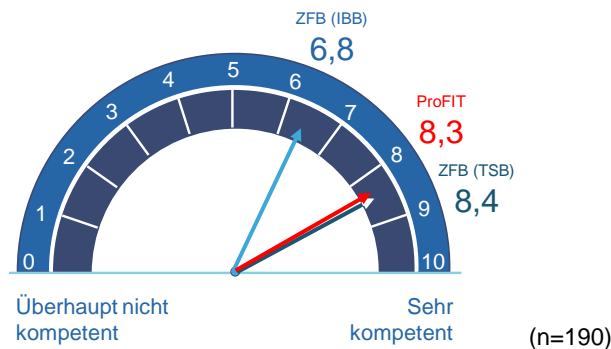 ZFB (IBB)
6,8
ProFIT
8,3
ZFB (TSB)
8,4
0
1
2
3
4
5
6
7
8
9
10
Überhaupt nicht
kompetent
Sehr
kompetent
(n=190)